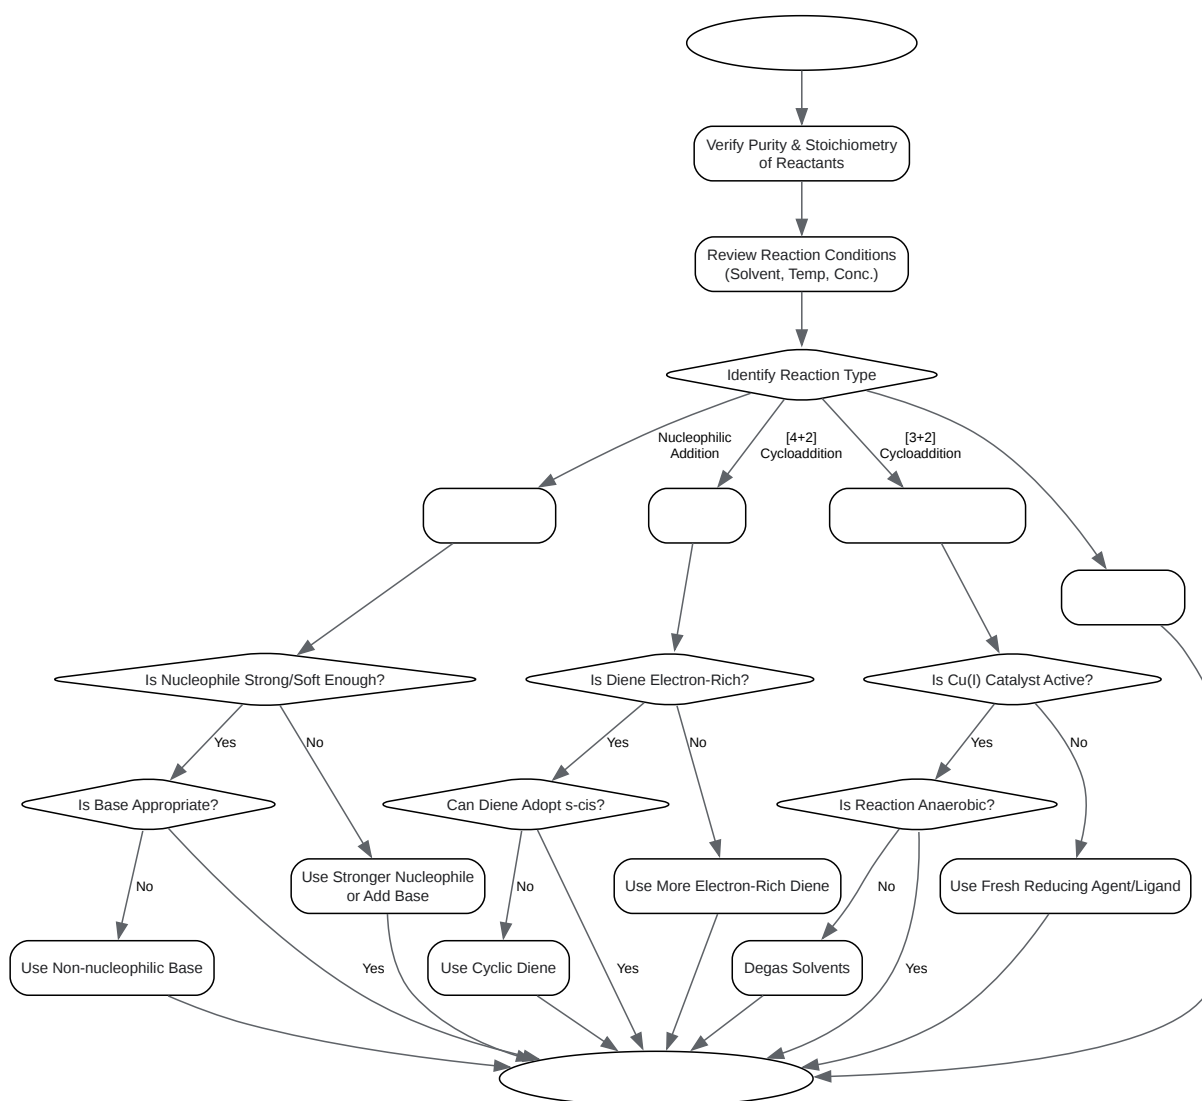 Verify Purity & Stoichiometry
of Reactants
Review Reaction Conditions
(Solvent, Temp, Conc.)
Identify Reaction Type
Nucleophilic
Addition
[4+2]
Cycloaddition
[3+2]
Cycloaddition
Is Nucleophile Strong/Soft Enough?
Is Diene Electron-Rich?
Is Cu(I) Catalyst Active?
Yes
No
Yes
No
Yes
No
Is Base Appropriate?
Can Diene Adopt s-cis?
Is Reaction Anaerobic?
No
Use Stronger Nucleophile
or Add Base
No
Use More Electron-Rich Diene
No
Use Fresh Reducing Agent/Ligand
Use Non-nucleophilic Base
Yes
Use Cyclic Diene
Yes
Degas Solvents
Yes